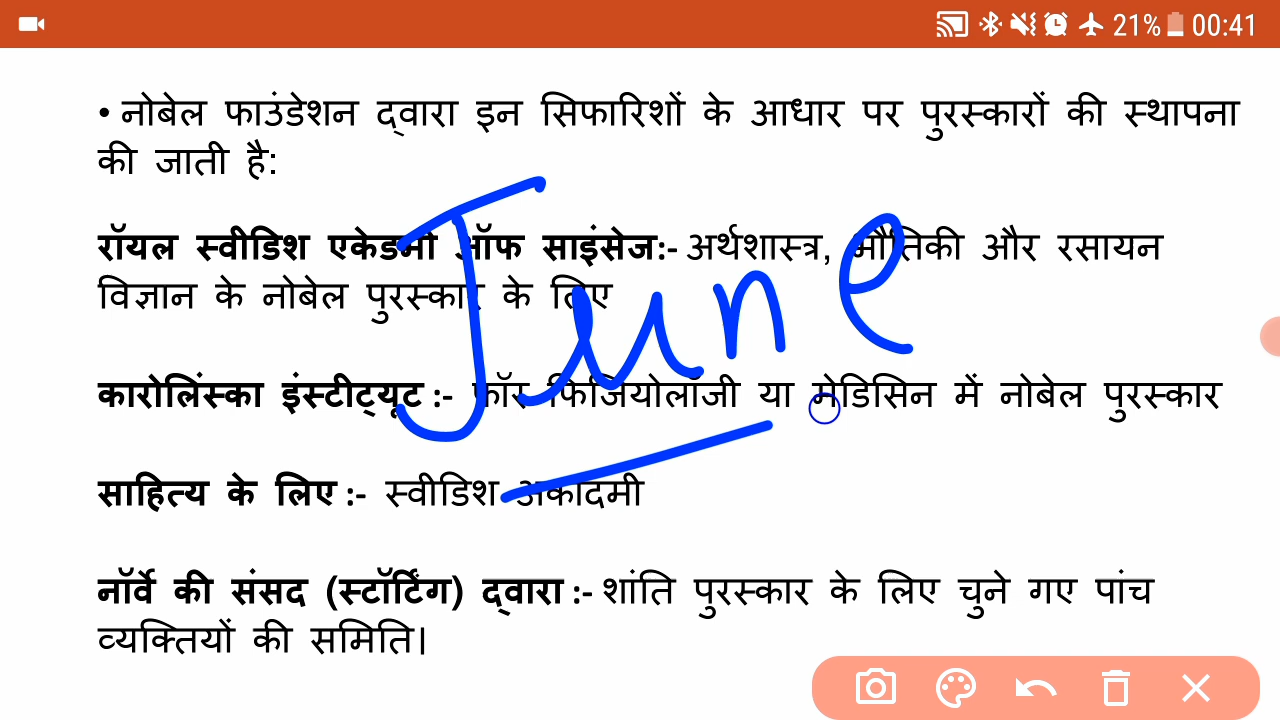 21% 00:41
• नोबेल फाउंडेशन द्वारा इन सिफारिशों के आधार पर पुरस्कारों की स्थापना
की जाती है:
रॉयल स्वीडिश एकेडमी ऑफ साइंसेज:- अर्थशास्त्र, भौतिकी और रसायन
विज्ञान के नोबेल पुरस्कार के लिए
June
कारोलिंस्का इंस्टीट्यूट :- फॉर फिजियोलॉजी या मेडिसिन में नोबेल पुरस्कार
साहित्य के लिए :- स्वीडिश अकादमी
नॉर्वे की संसद (स्टॉर्टिंग) द्वारा :- शांति पुरस्कार के लिए चुने गए पांच
व्यक्तियों की समिति।